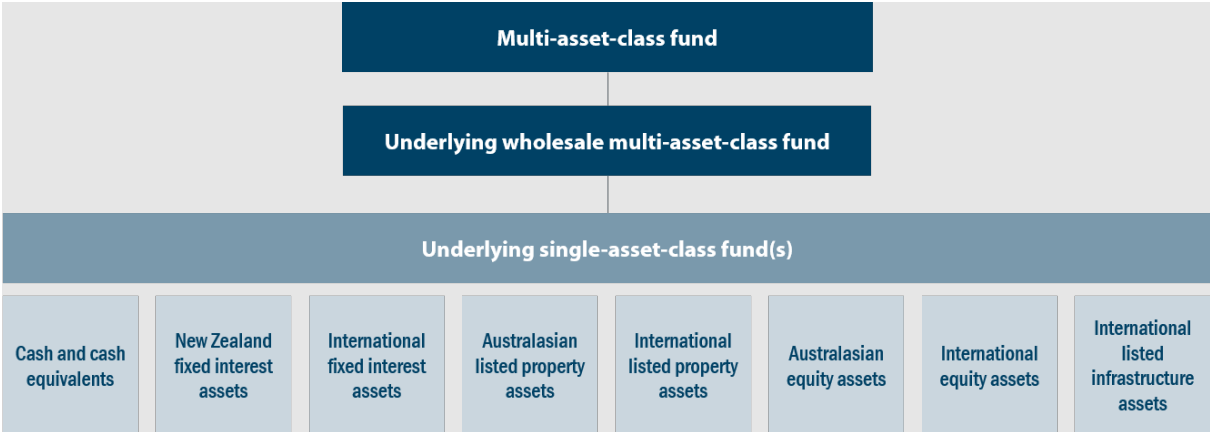 Multi-asset-class fund
Underlying wholesale multi-asset-class fund
Underlying single-asset-class fund(s)
Cash and cash
equivalents
New Zealand
fixed interest
assets
International
fixed interest
assets
Australasian
listed property
assets
International
listed property
assets
Australasian
equity assets
International
equity assets
International
listed
infrastructure
assets